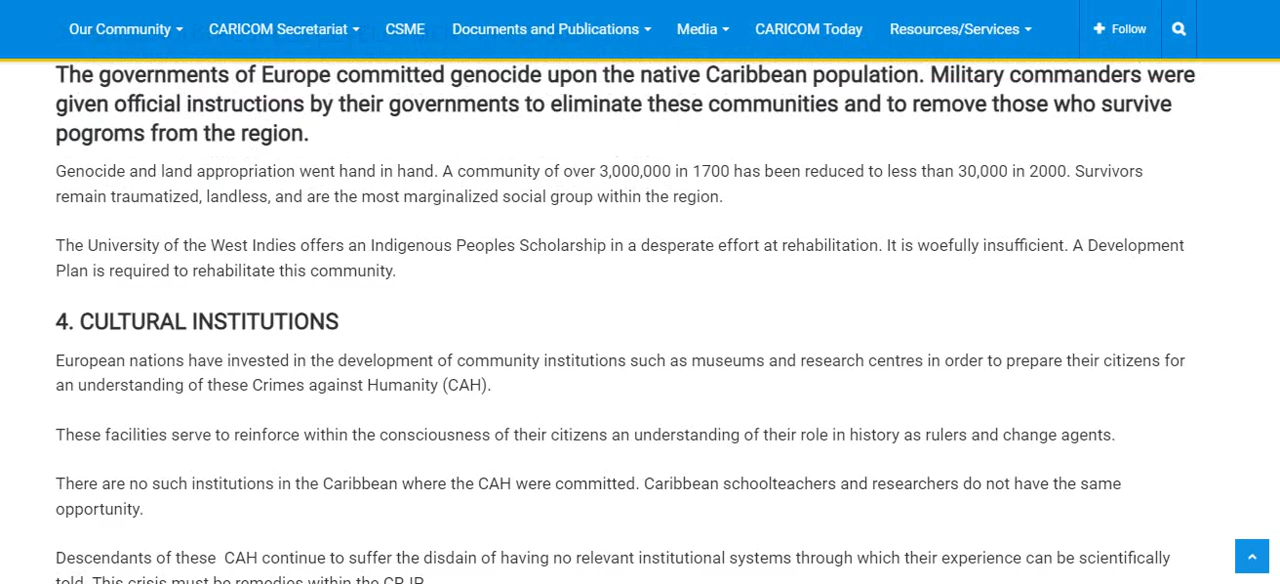 Our Community CARICOM Secretariat CSME Documents and Publications Media CARICOM Today Resources/Services Follow
The governments of Europe committed genocide upon the native Caribbean population. Military commanders were
given official instructions by their governments to eliminate these communities and to remove those who survive
pogroms from the region.
Genocide and land appropriation went hand in hand. A community of over 3,000,000 in 1700 has been reduced to less than 30,000 in 2000. Survivors
remain traumatized, landless, and are the most marginalized social group within the region.
The University of the West Indies offers an Indigenous Peoples Scholarship in a desperate effort at rehabilitation. It is woefully insufficient. A Development
Plan is required to rehabilitate this community.
4. CULTURAL INSTITUTIONS
European nations have invested in the development of community institutions such as museums and research centres in order to prepare their citizens for
an understanding of these Crimes against Humanity (CAH).
These facilities serve to reinforce within the consciousness of their citizens an understanding of their role in history as rulers and change agents.
There are no such institutions in the Caribbean where the CAH were committed. Caribbean schoolteachers and researchers do not have the same
opportunity.
Descendants of these CAH continue to suffer the disdain of having no relevant institutional systems through which their experience can be scientifically
told. This crisis must be remedies within the